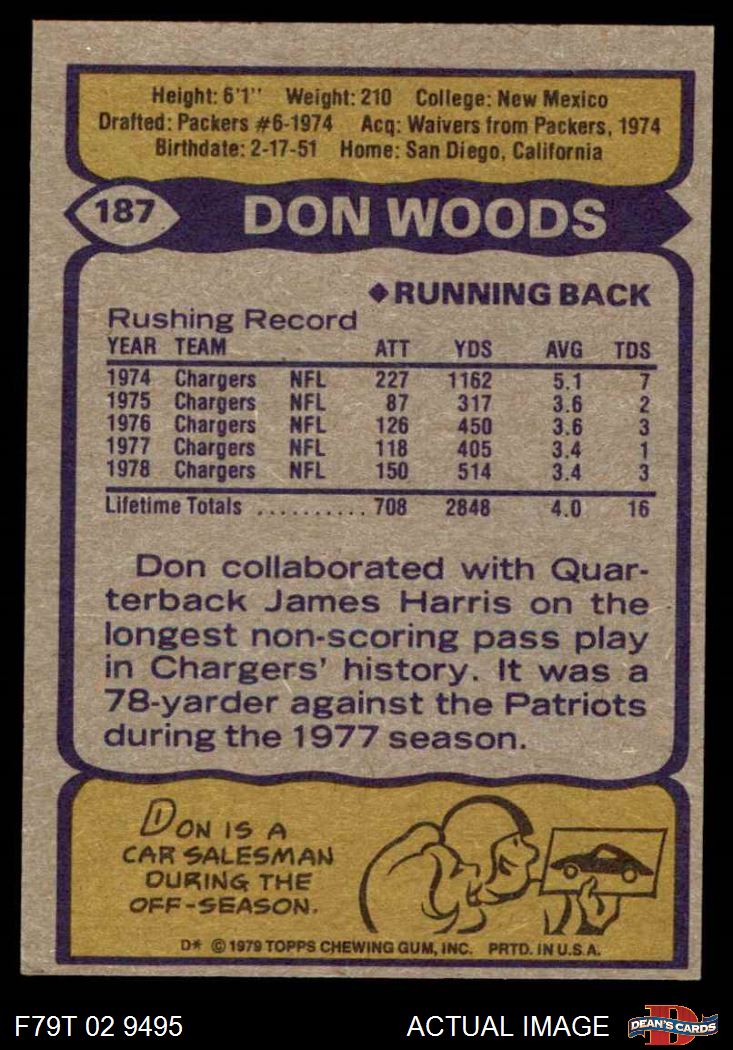 Height: 6'1" Weight: 210 College: New Mexico
Drafted: Packers #6-1974 Acq: Waivers from Packers, 1974
Birthdate: 2-17-51 Home: San Diego, California
187 DON WOODS
◆RUNNING BACK
Rushing Record
YEAR TEAM ATT YDS AVG TDS
1974 Chargers NFL 227 1162 5.1 7
1975 Chargers NFL 87 317 3.6 2
1976 Chargers NFL 126 450 3.6 3
1977 Chargers NFL 118 405 3.4 1
1978 Chargers NFL 150 514 3.4 3
Lifetime Totals .......... 708 2848 4.0 16
Don collaborated with Quar-
terback James Harris on the
longest non-scoring pass play
in Chargers' history. It was a
78-yarder against the Patriots
during the 1977 season.
DON IS A
CAR SALESMAN
DURING THE
OFF-SEASON.
D* © 1979 TOPPS CHEWING GUM, INC. PRTD. IN U.S.A.
F79T 02 9495 ACTUAL IMAGE DEAN'S CARDS